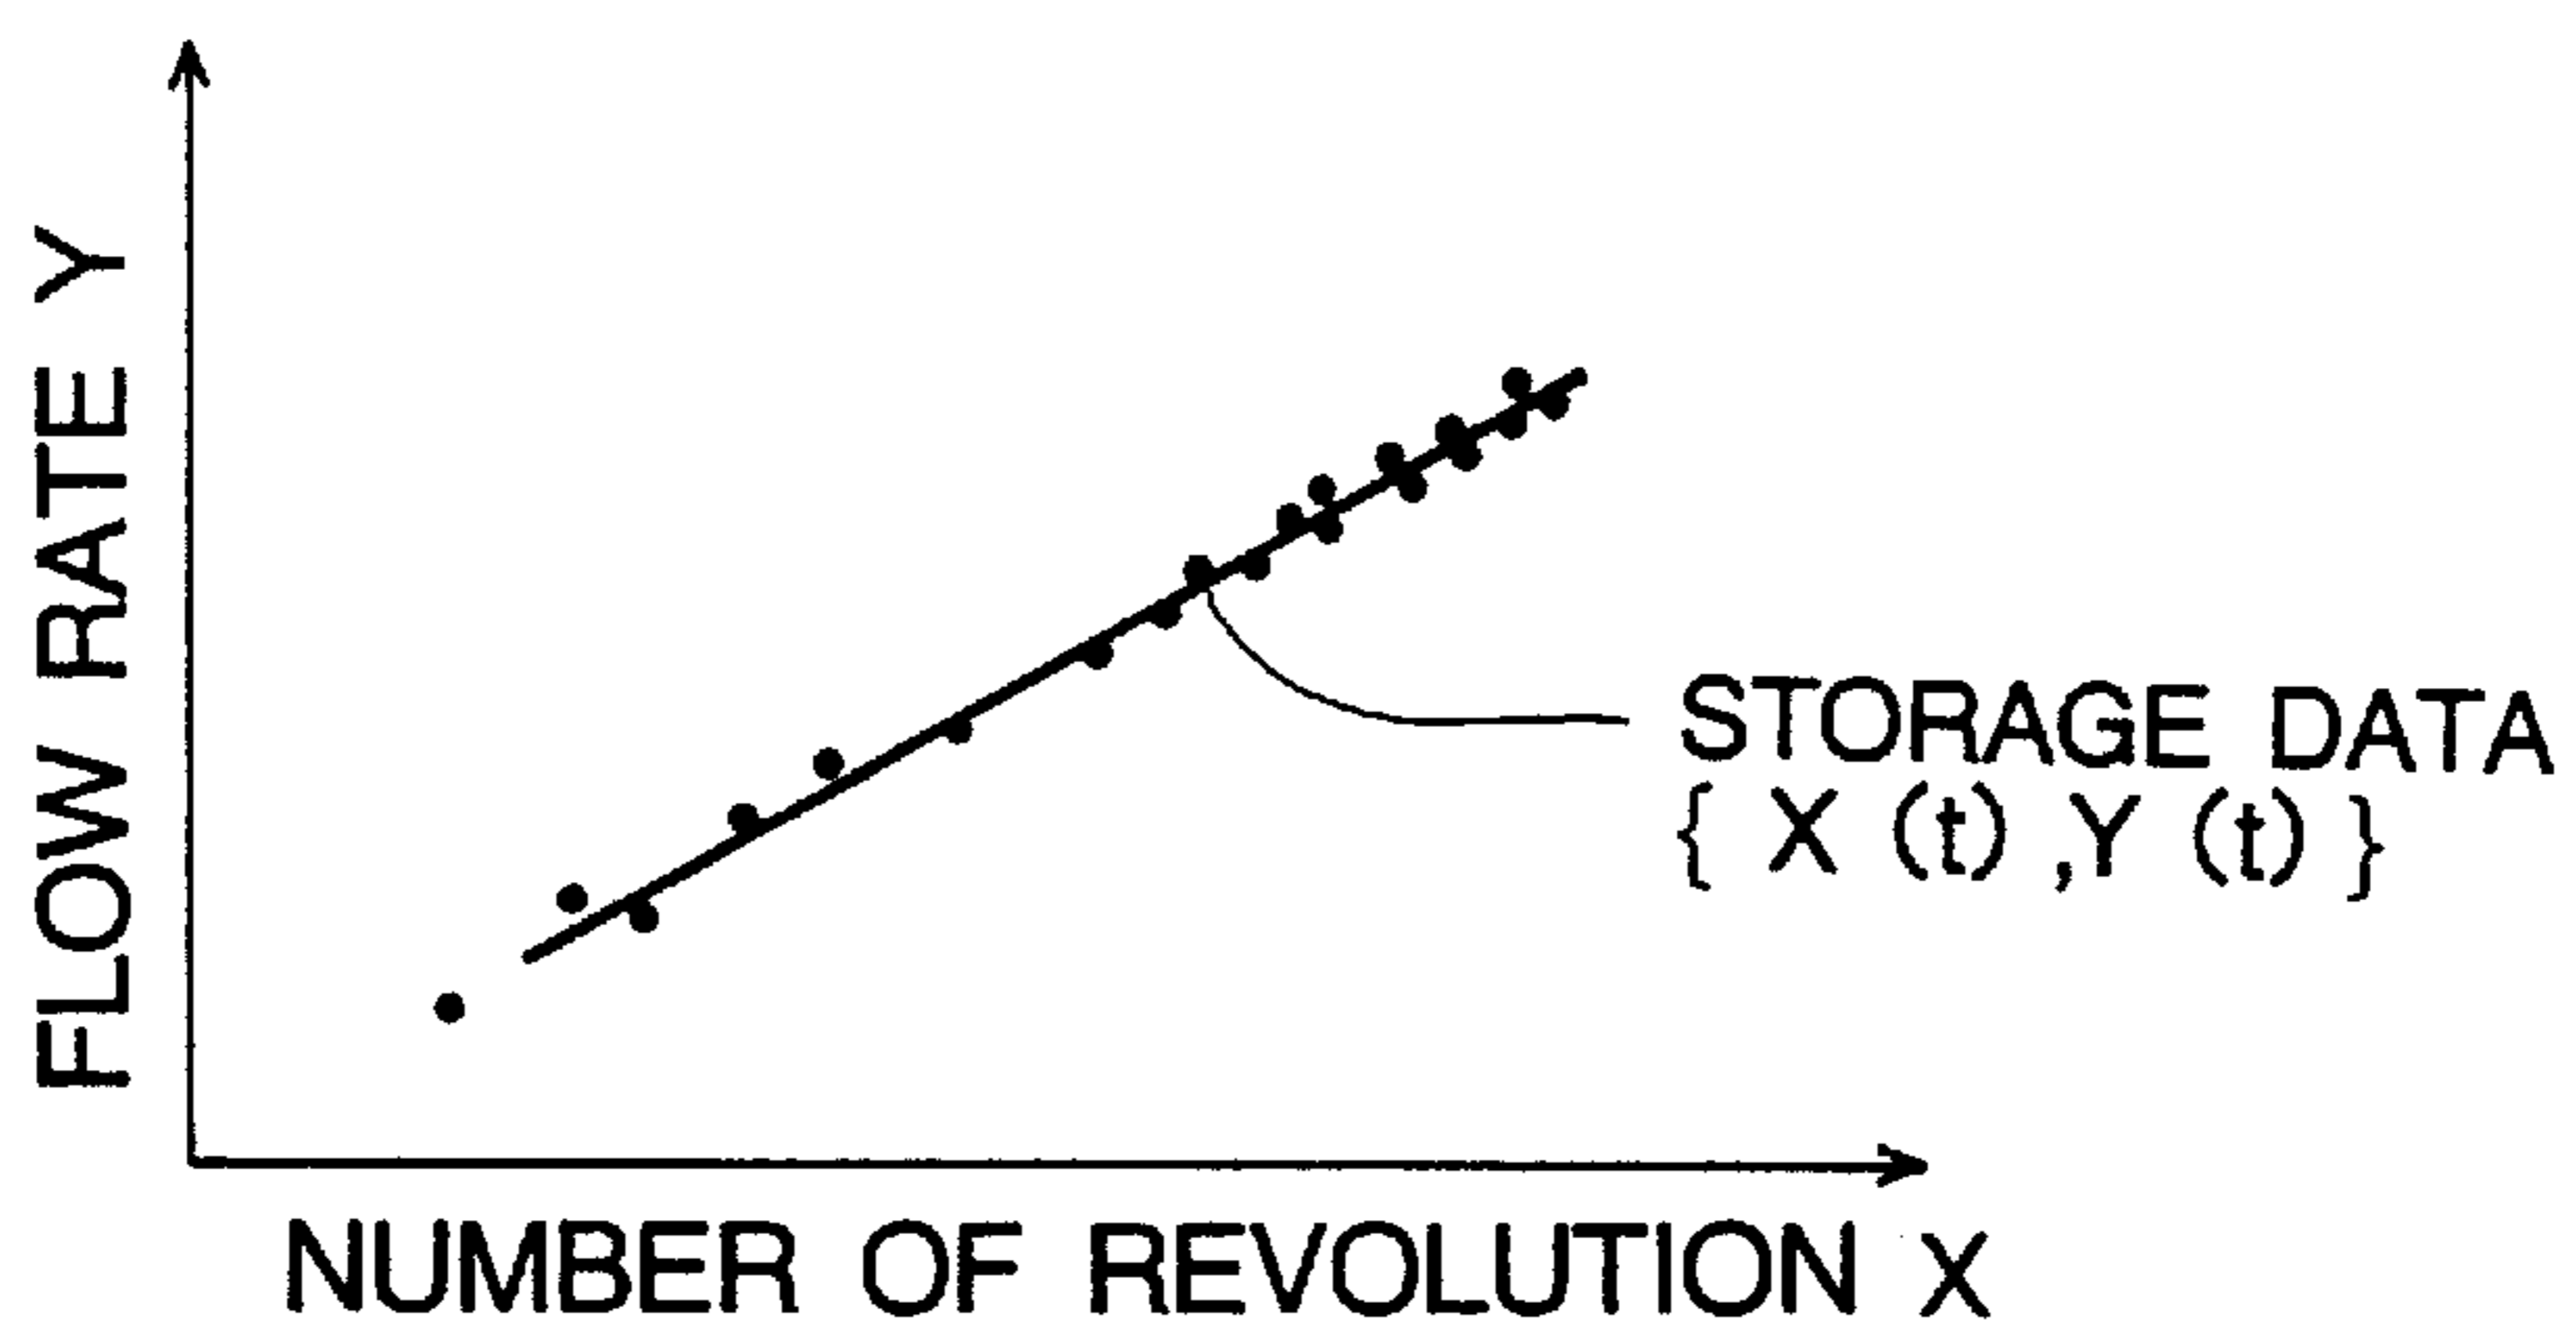 FLOW RATE Y
STORAGE DATA
{ X (t) ,Y (t) }
NUMBER OF REVOLUTION X